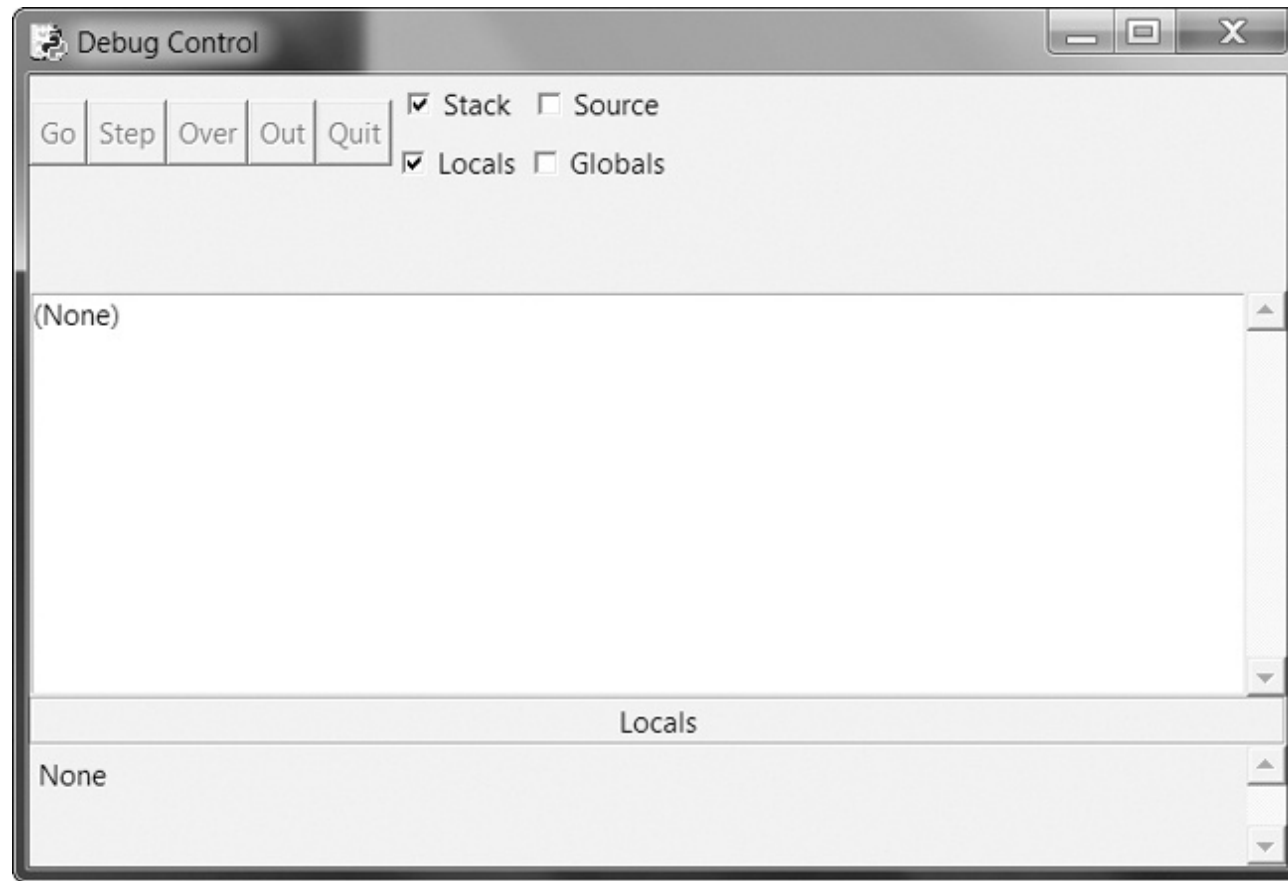 Debug Control
Go Step Over Out Quit
Stack Source
Locals Globals
(None)
Locals
None